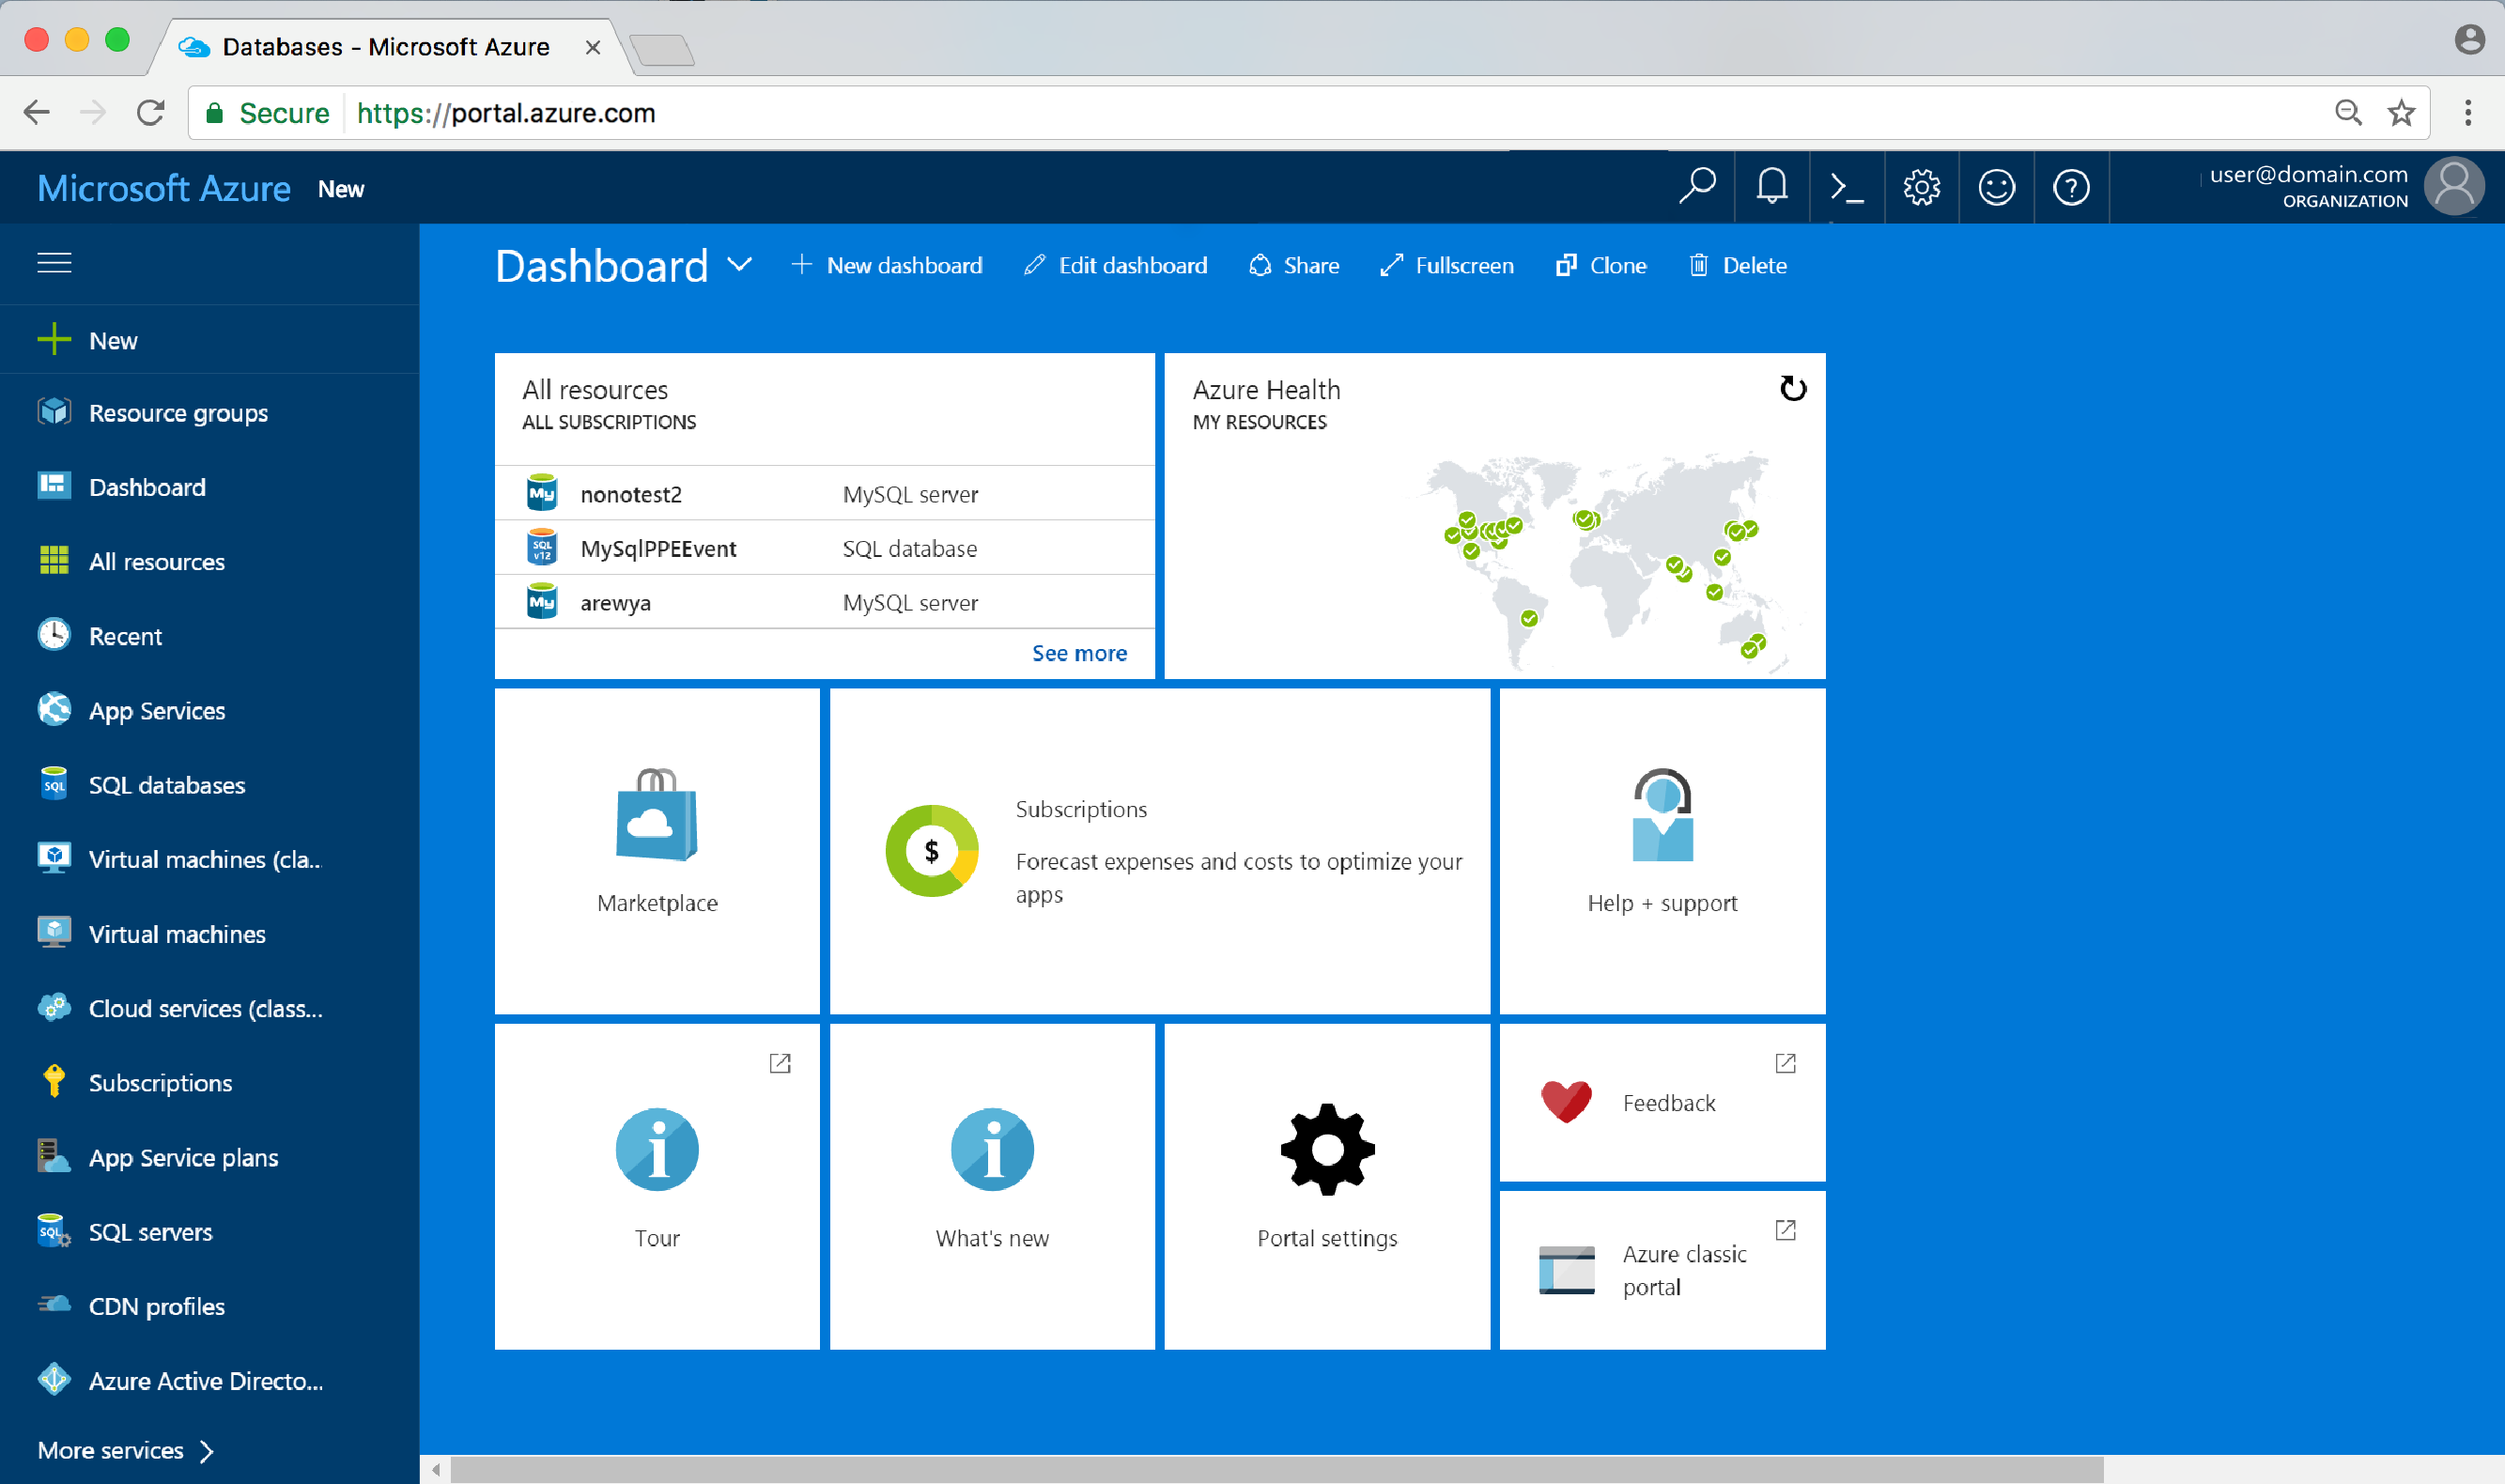 Databases - Microsoft Azure
Secure https://portal.azure.com
Microsoft Azure New
user@domain.com
ORGANIZATION
Dashboard
New dashboard
Edit dashboard
Share
Fullscreen
Clone
Delete
New
Resource groups
Dashboard
All resources
Recent
App Services
SQL databases
Virtual machines (cla...
Virtual machines
Cloud services (class...
Subscriptions
App Service plans
SQL servers
CDN profiles
Azure Active Directo...
More services
All resources
ALL SUBSCRIPTIONS
My nonotest2 MySQL server
SQL v12 MySqlPPEEvent SQL database
My arewya MySQL server
See more
Azure Health
MY RESOURCES
Marketplace
$
Subscriptions
Forecast expenses and costs to optimize your
apps
Help + support
Tour
What's new
Portal settings
Feedback
Azure classic
portal